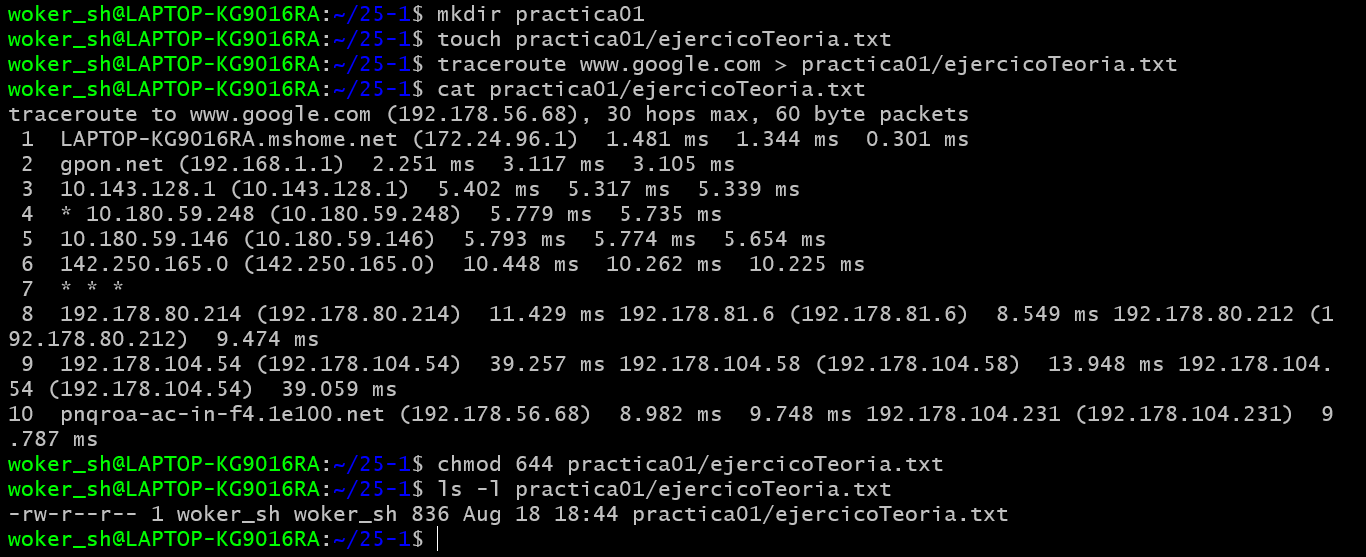 woker_sh@LAPTOP-KG9016RA:~/25-1$ mkdir practica01
woker_sh@LAPTOP-KG9016RA:~/25-1$ touch practica01/ejercicoTeoria.txt
woker_sh@LAPTOP-KG9016RA:~/25-1$ traceroute www.google.com > practica01/ejercicoTeoria.txt
woker_sh@LAPTOP-KG9016RA:~/25-1$ cat practica01/ejercicoTeoria.txt
traceroute to www.google.com (192.178.56.68), 30 hops max, 60 byte packets
 1  LAPTOP-KG9016RA.mshome.net (172.24.96.1)  1.481 ms  1.344 ms  0.301 ms
 2  gpon.net (192.168.1.1)  2.251 ms  3.117 ms  3.105 ms
 3  10.143.128.1 (10.143.128.1)  5.402 ms  5.317 ms  5.339 ms
 4  * 10.180.59.248 (10.180.59.248)  5.779 ms  5.735 ms
 5  10.180.59.146 (10.180.59.146)  5.793 ms  5.774 ms  5.654 ms
 6  142.250.165.0 (142.250.165.0)  10.448 ms  10.262 ms  10.225 ms
 7  * * *
 8  192.178.80.214 (192.178.80.214)  11.429 ms 192.178.81.6 (192.178.81.6)  8.549 ms 192.178.80.212 (1
92.178.80.212)  9.474 ms
 9  192.178.104.54 (192.178.104.54)  39.257 ms 192.178.104.58 (192.178.104.58)  13.948 ms 192.178.104.
54 (192.178.104.54)  39.059 ms
10  pnqroa-ac-in-f4.1e100.net (192.178.56.68)  8.982 ms  9.748 ms 192.178.104.231 (192.178.104.231)  9
.787 ms
woker_sh@LAPTOP-KG9016RA:~/25-1$ chmod 644 practica01/ejercicoTeoria.txt
woker_sh@LAPTOP-KG9016RA:~/25-1$ ls -l practica01/ejercicoTeoria.txt
-rw-r--r-- 1 woker_sh woker_sh 836 Aug 18 18:44 practica01/ejercicoTeoria.txt
woker_sh@LAPTOP-KG9016RA:~/25-1$